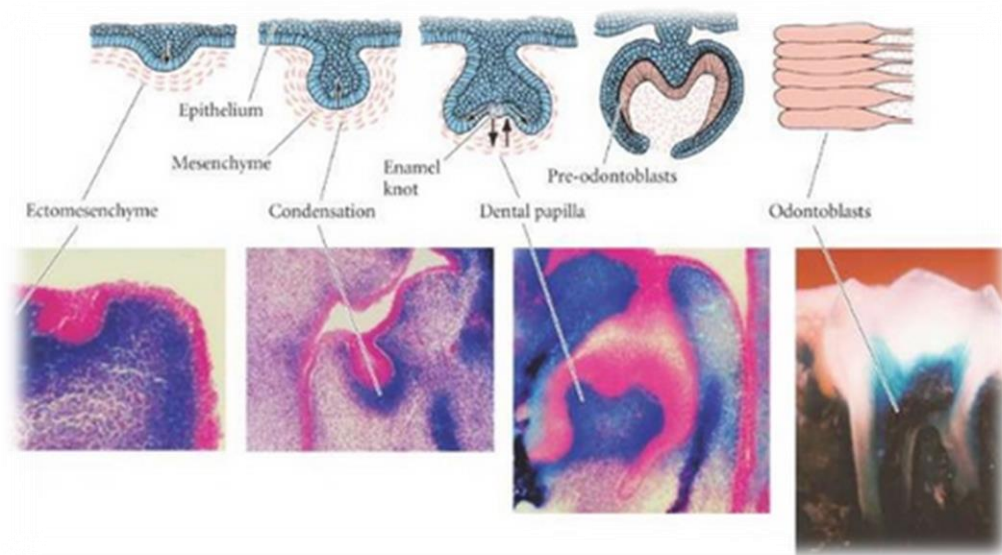 Epithelium
Mesenchyme
Enamel
knot
Pre-odontoblasts
Ectomesenchyme
Condensation
Dental papilla
Odontoblasts